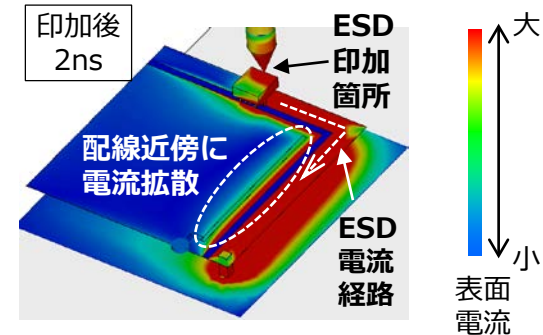 印加後
2ns
ESD
印加
箇所
配線近傍に
電流拡散
ESD
電流
経路
大
小
表面
電流